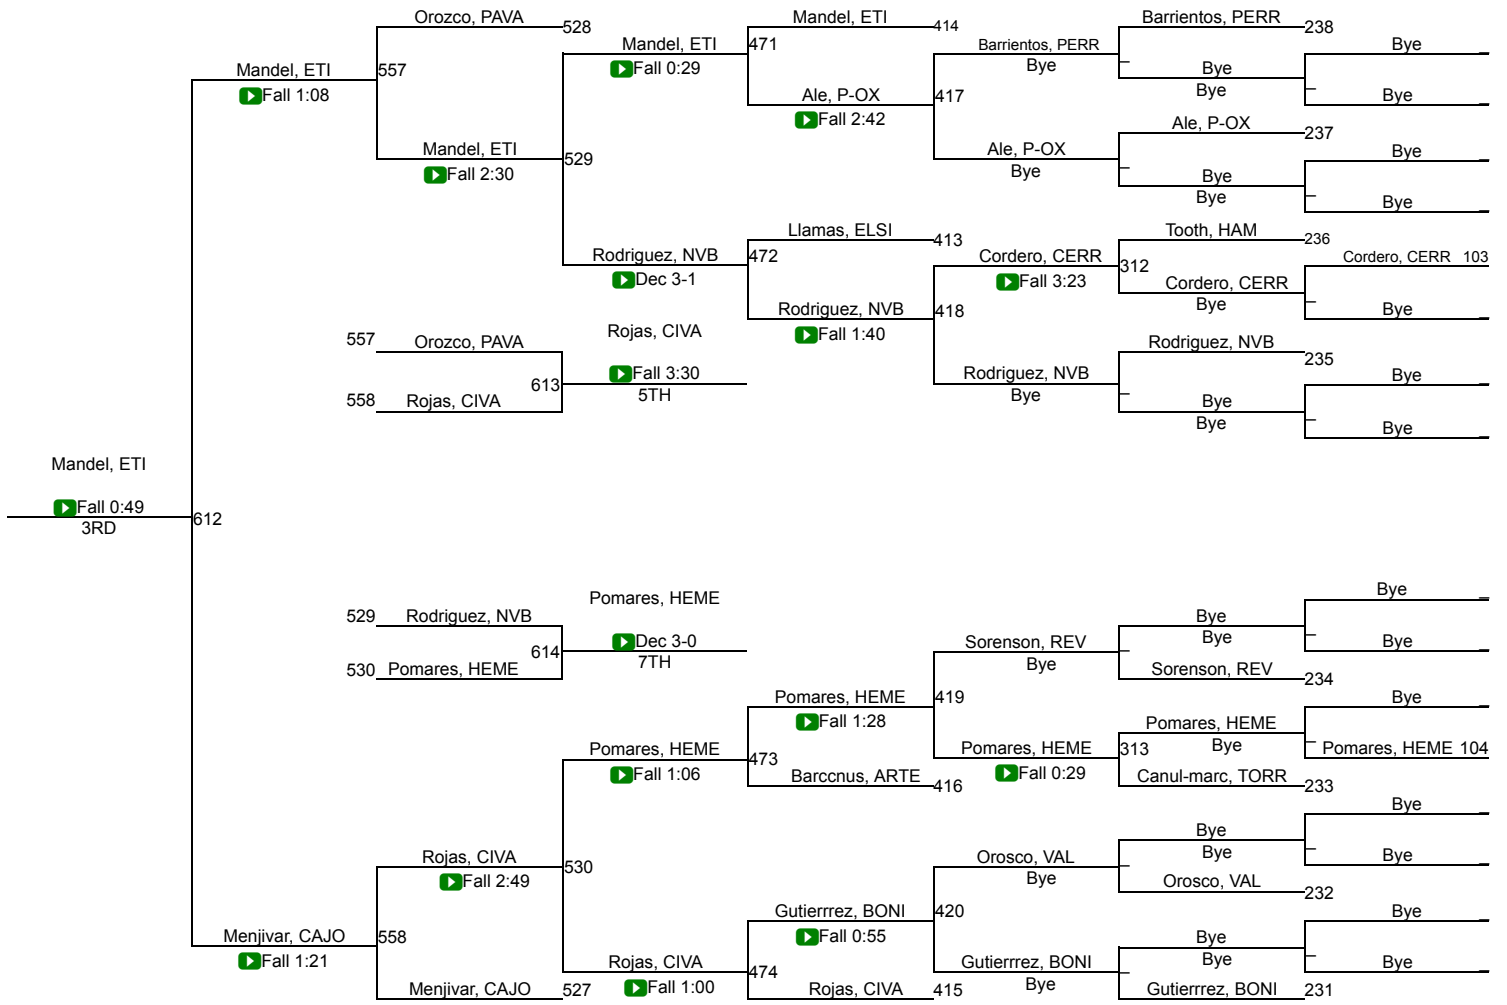 Orozco, PAVA
528
Mandel, ETI
414
Barrientos, PERR
238
Mandel, ETI
471
Barrientos, PERR
Bye
Mandel, ETI
557
Fall 0:29
Bye
Bye
Fall 1:08
Ale, P-OX
417
Bye
Bye
Fall 2:42
Ale, P-OX
237
Mandel, ETI
529
Ale, P-OX
Bye
Fall 2:30
Bye
Bye
Bye
Bye
Llamas, ELSI
413
Tooth, HAM
236
Rodriguez, NVB
472
Cordero, CERR
312
Cordero, CERR 103
Dec 3-1
Fall 3:23
Cordero, CERR
Bye
Rodriguez, NVB
418
Bye
557
Orozco, PAVA
Rojas, CIVA
Fall 1:40
Rodriguez, NVB
235
613
Fall 3:30
Rodriguez, NVB
Bye
5TH
Bye
558
Rojas, CIVA
Bye
Bye
Bye
Mandel, ETI
Fall 0:49
612
3RD
Pomares, HEME
Bye
529
Rodriguez, NVB
Bye
614
Dec 3-0
Sorenson, REV
Bye
Bye
7TH
Bye
530
Pomares, HEME
Sorenson, REV
234
Pomares, HEME
419
Bye
Fall 1:28
Pomares, HEME
Pomares, HEME
473
Pomares, HEME
313
Bye
Pomares, HEME 104
Fall 1:06
Barccnus, ARTE
416
Fall 0:29
Canul-marc, TORR
233
Bye
Bye
Rojas, CIVA
530
Orosco, VAL
Bye
Bye
Fall 2:49
Bye
Orosco, VAL
232
Gutierrrez, BONI
420
Bye
Menjivar, CAJO
558
Fall 0:55
Bye
Fall 1:21
Rojas, CIVA
474
Gutierrrez, BONI
Bye
Bye
Menjivar, CAJO
527
Fall 1:00
Rojas, CIVA
415
Bye
Gutierrrez, BONI
231